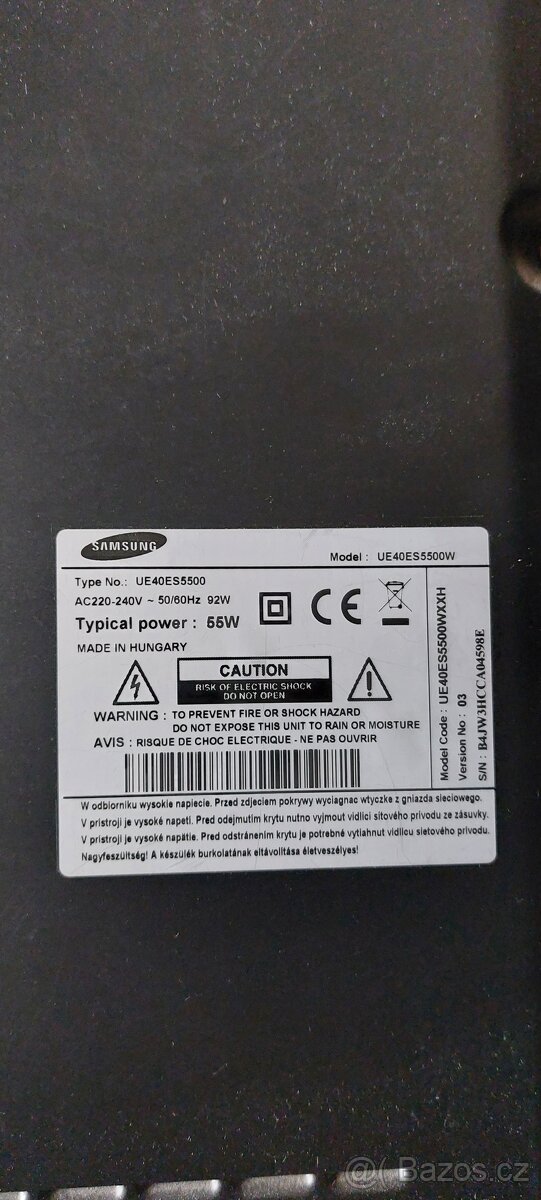 SAMSUNG
Model : UE40ES5500W
Type No.: UE40ES5500
AC220-240V ~ 50/60Hz 92W
Typical power : 55W
MADE IN HUNGARY
CE
CAUTION
RISK OF ELECTRIC SHOCK
DO NOT OPEN
WARNING : TO PREVENT FIRE OR SHOCK HAZARD
DO NOT EXPOSE THIS UNIT TO RAIN OR MOISTURE
AVIS : RISQUE DE CHOC ELECTRIQUE - NE PAS OUVRIR
Model Code : UE40ES5500WXXH
Version No : 03
S/N : B4JW3HCCA04598E
W odbiorniku wysokie napiecie. Przed zdjeciem pokrywy wyciagnac wtyczke z gniazda sieciowego.
V pristroji je vysoké napeti. Pred odejmutim krytu nutno vyjmout vidlici sitového privodu ze zásuvky.
V pristroji je vysoké napätie. Pred odstránením krytu je potrebné vytiahnut vidlicu sietového privodu.
Nagyfeszültség! A készülék burkolatának eltávolítása életveszélyes!
@ Bazos.cz